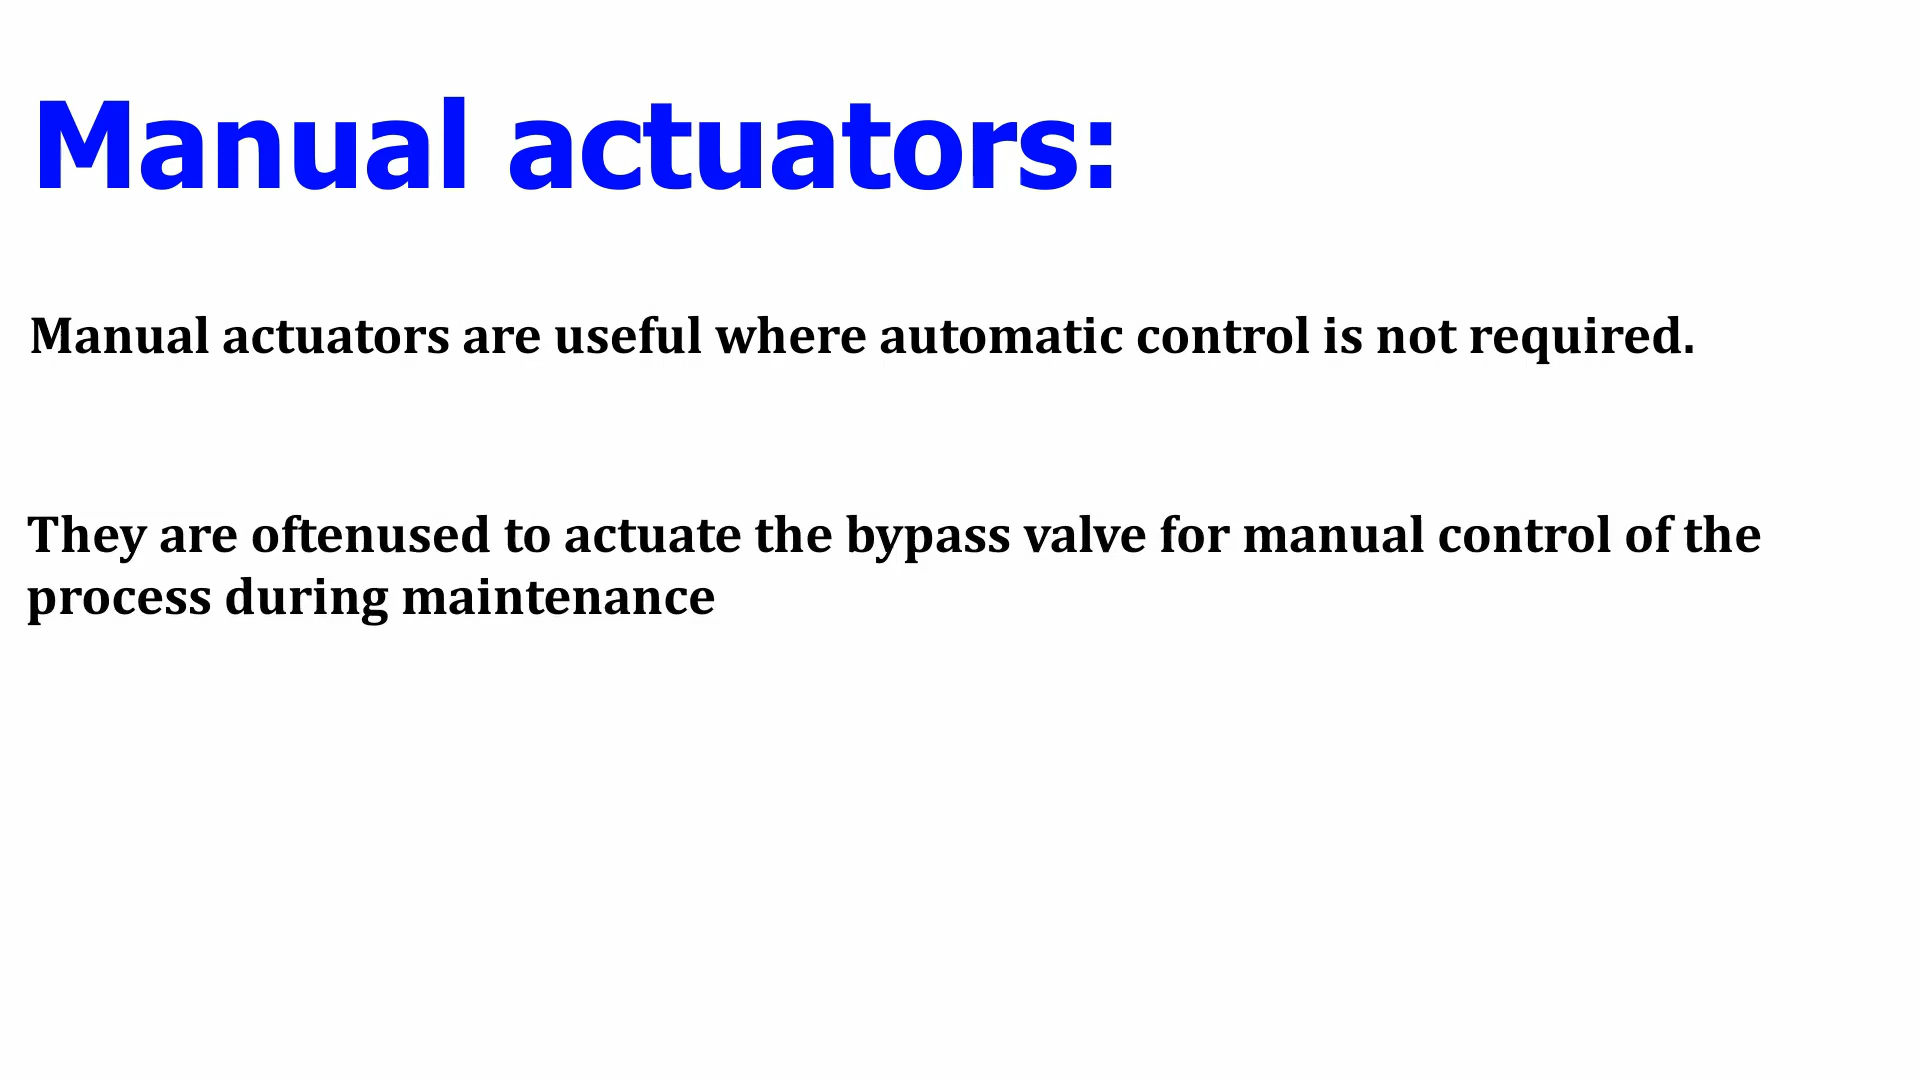 Manual actuators:
Manual actuators are useful where automatic control is not required.
They are oftenused to actuate the bypass valve for manual control of the
process during maintenance